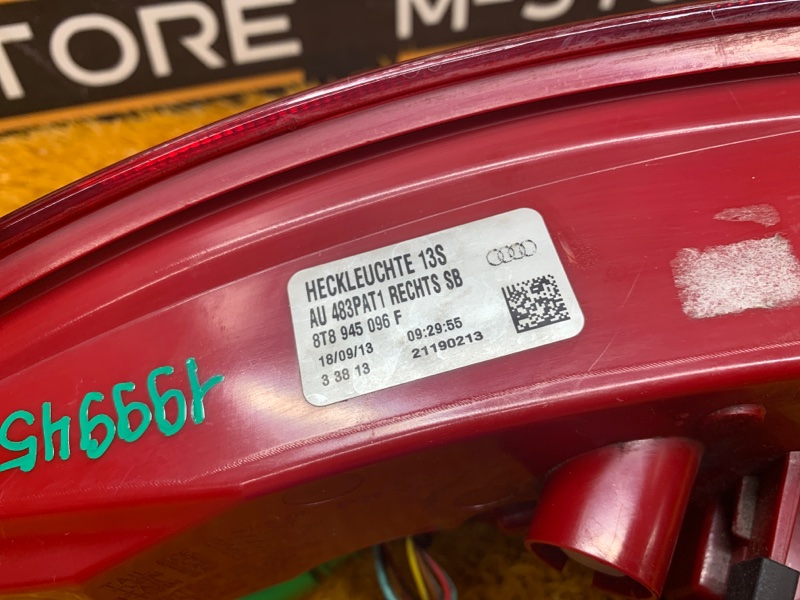 TORE M-5
HECKLEUCHTE 13S
AU 483PAT1 RECHTS SB
8T8 945 096 F
18/09/13 09:29:55
3 38 13 21190213
199945